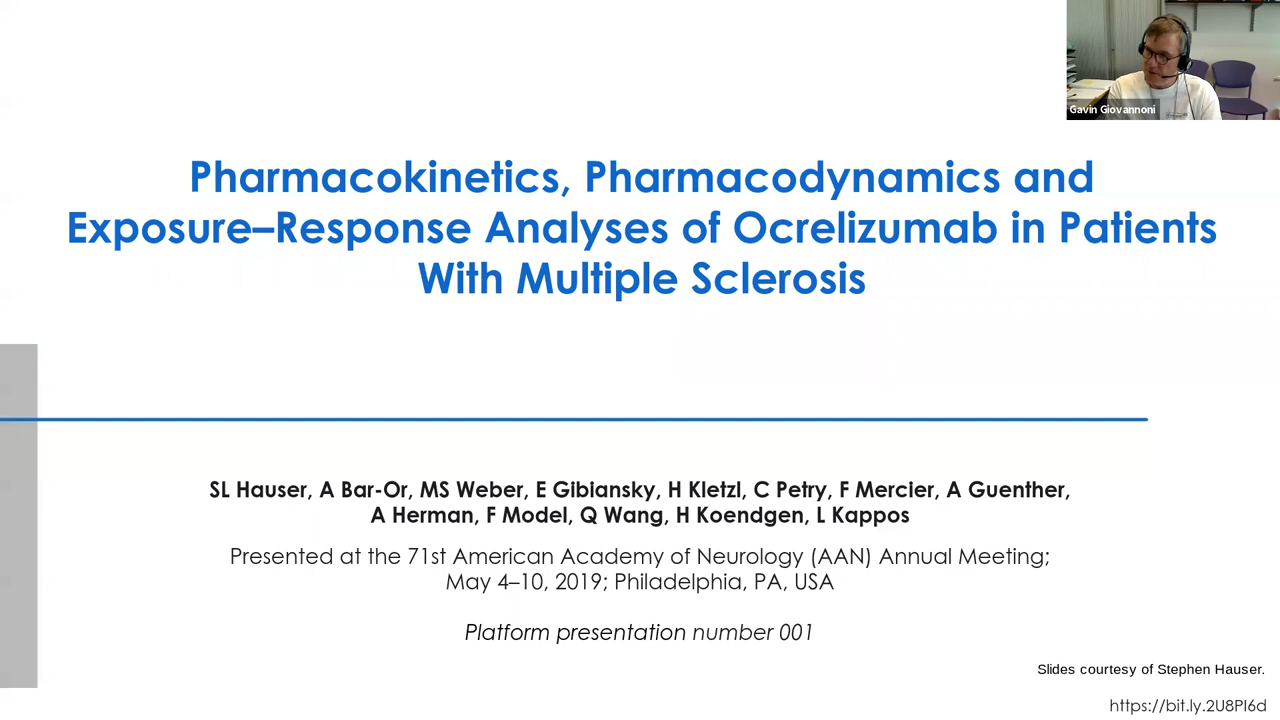 Gavin Giovannoni
Pharmacokinetics, Pharmacodynamics and
Exposure–Response Analyses of Ocrelizumab in Patients
With Multiple Sclerosis
SL Hauser, A Bar-Or, MS Weber, E Gibiansky, H Kletzl, C Petry, F Mercier, A Guenther,
A Herman, F Model, Q Wang, H Koendgen, L Kappos
Presented at the 71st American Academy of Neurology (AAN) Annual Meeting;
May 4–10, 2019; Philadelphia, PA, USA
Platform presentation number 001
Slides courtesy of Stephen Hauser.
https://bit.ly.2U8PI6d